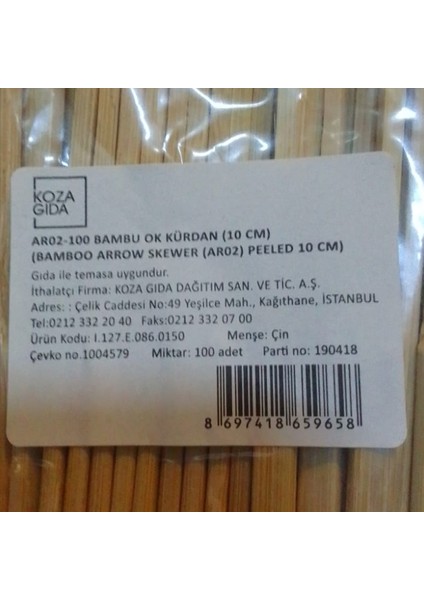 KOZA
GIDA
AR02-100 BAMBU OK KÜRDAN (10 CM)
(BAMBOO ARROW SKEWER (AR02) PEELED 10 CM)
Gıda ile temasa uygundur.
İthalatçı Firma: KOZA GIDA DAĞITIM SAN. VE TİC. A.Ş.
Adres: : Çelik Caddesi No:49 Yeşilce Mah., Kağıthane, İSTANBUL
Tel:0212 332 20 40 Faks:0212 332 07 00
Ürün Kodu: I.127.E.086.0150 Menşe: Çin
Çevko no.1004579 Miktar: 100 adet Parti no: 190418
8 697418 659658